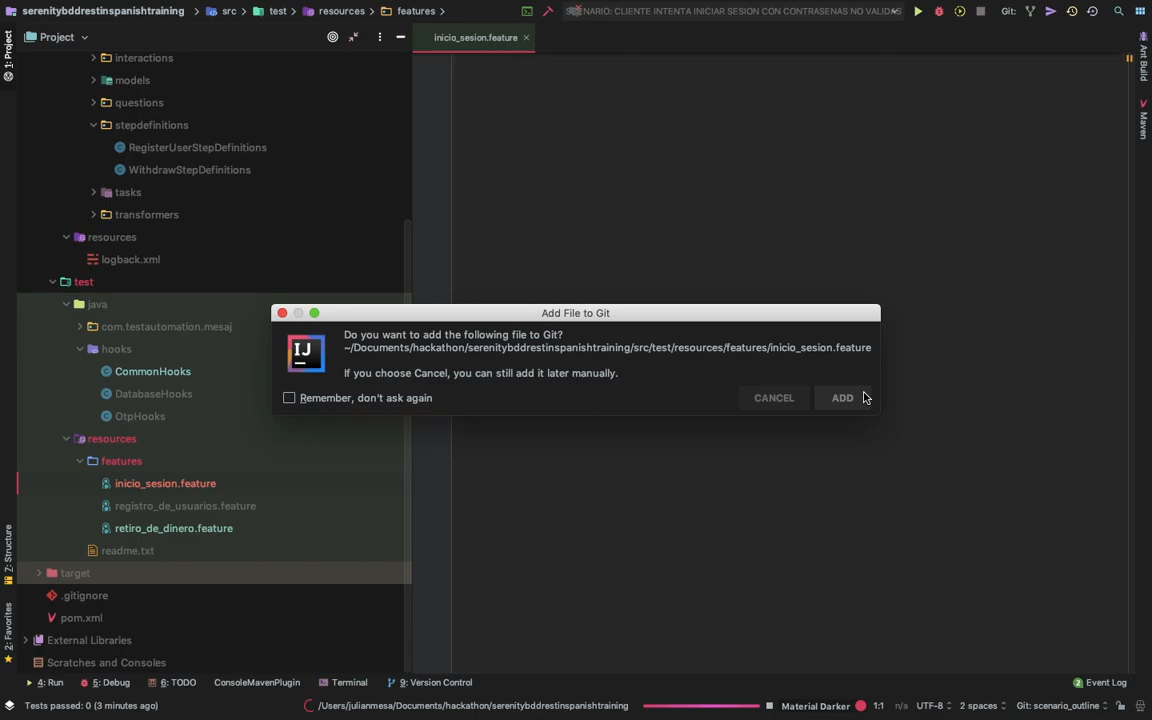 serenitybddrestinspanishtraining > src > test > resources > features >
NARIO: CLIENTE INTENTA INICIAR SESION CON CONTRASENAS NO VALIDAS
Git:
1: Project
Project
inicio_sesion.feature
Ant Build
Maven
interactions
models
questions
stepdefinitions
RegisterUserStepDefinitions
WithdrawStepDefinitions
tasks
transformers
resources
logback.xml
test
java
com.testautomation.mesaj
hooks
CommonHooks
DatabaseHooks
OtpHooks
resources
features
inicio_sesion.feature
registro_de_usuarios.feature
retiro_de_dinero.feature
readme.txt
target
.gitignore
pom.xml
External Libraries
Scratches and Consoles
Add File to Git
IJ
Do you want to add the following file to Git?
~/Documents/hackathon/serenitybddrestinspanishtraining/src/test/resources/features/inicio_sesion.feature
If you choose Cancel, you can still add it later manually.
Remember, don't ask again
CANCEL
ADD
Z: Structure
2: Favorites
4: Run
5: Debug
6: TODO
ConsoleMavenPlugin
Terminal
9: Version Control
2 Event Log
Tests passed: 0 (3 minutes ago)
/Users/julianmesa/Documents/hackathon/serenitybddrestinspanishtraining
Material Darker
1:1
n/a
UTF-8
2 spaces
Git: scenario_outline